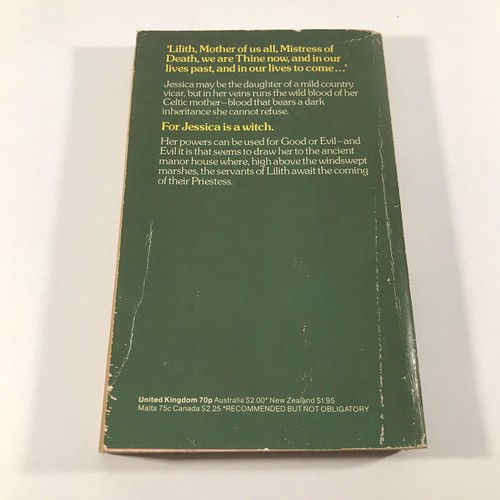 'Lilith, Mother of us all, Mistress of
Death, we are Thine now, and in our
lives past, and in our lives to come...'
Jessica may be the daughter of a mild country
vicar, but in her veins runs the wild blood of her
Celtic mother—blood that bears a dark
inheritance she cannot refuse.
For Jessica is a witch.
Her powers can be used for Good or Evil—and
Evil it is that seems to draw her to the ancient
manor house where, high above the windswept
marshes, the servants of Lilith await the coming
of their Priestess.
United Kingdom 70p Australia $2.00* New Zealand $1.95
Malta 75c Canada $2.25 *RECOMMENDED BUT NOT OBLIGATORY